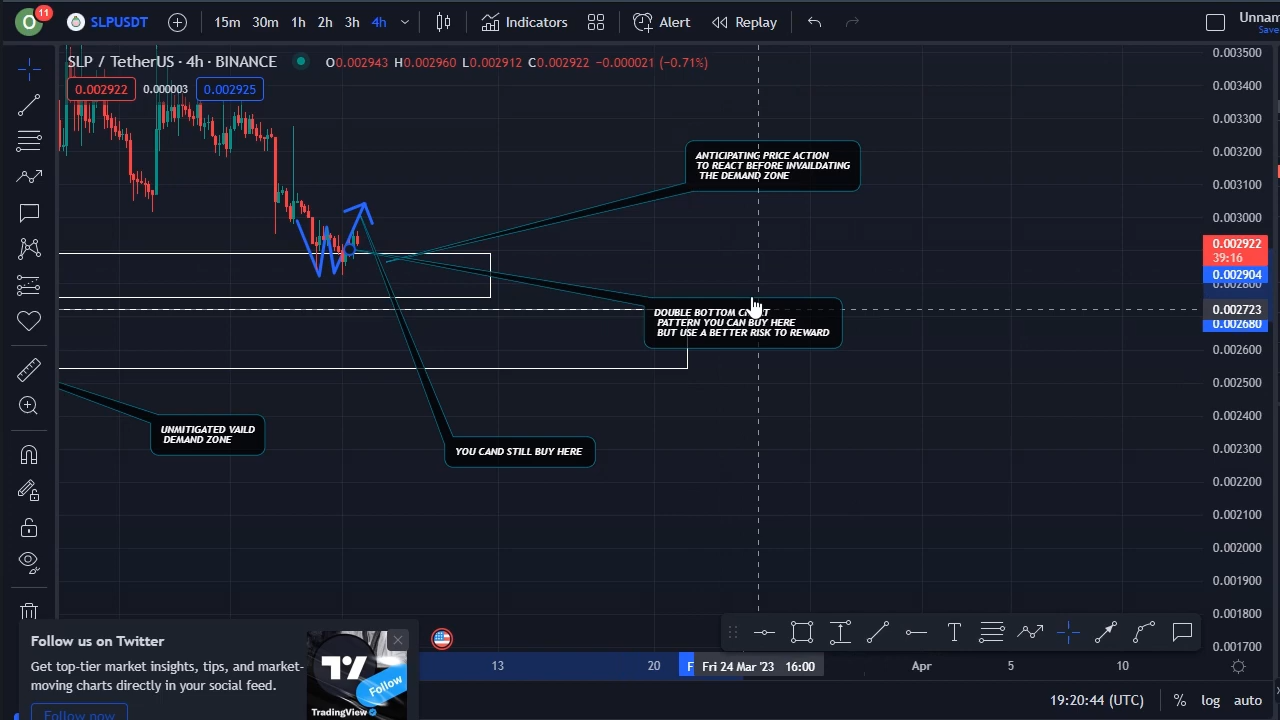 11
SLPUSDT
15m 30m 1h 2h 3h 4h
Indicators
Alert
Replay
Unnam
Save
SLP / TetherUS · 4h · BINANCE
O0.002943 H0.002960 L0.002912 C0.002922 −0.000021 (−0.71%)
0.002922
0.000003
0.002925
0.003500
0.003400
0.003300
0.003200
0.003100
0.003000
0.002922
39:16
0.002904
0.002800
0.002723
0.002680
0.002600
0.002500
0.002400
0.002300
0.002200
0.002100
0.002000
0.001900
0.001800
0.001700
ANTICIPATING PRICE ACTION
TO REACT BEFORE INVAILDATING
THE DEMAND ZONE
DOUBLE BOTTOM
PATTERN YOU CAN BUY HERE
BUT USE A BETTER RISK TO REWARD
UNMITIGATED VAILD
DEMAND ZONE
YOU CAND STILL BUY HERE
Follow us on Twitter
Get top-tier market insights, tips, and market-
moving charts directly in your social feed.
Follow now
Follow
TradingView
13
20
F
Fri 24 Mar '23 16:00
Apr
5
10
19:20:44 (UTC)
% log auto